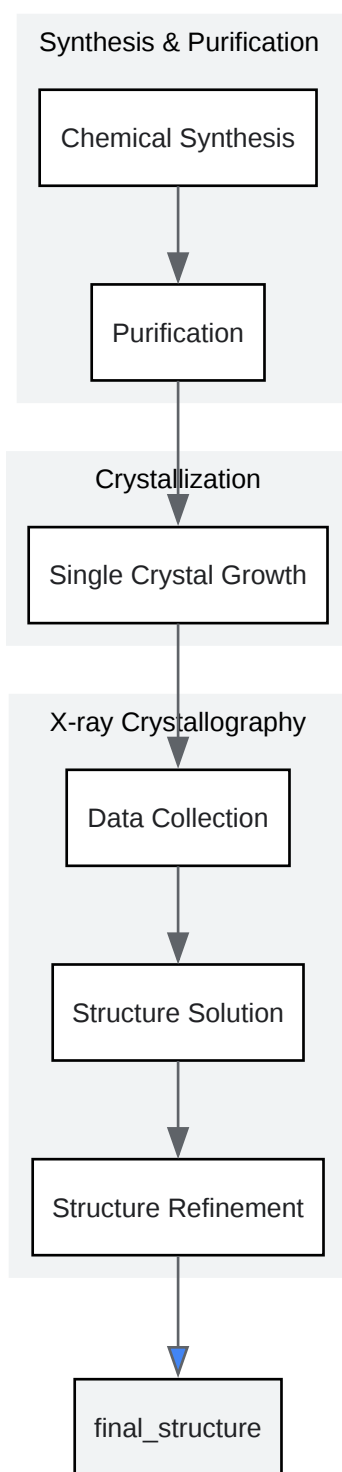 Synthesis & Purification
Chemical Synthesis
Purification
Crystallization
Single Crystal Growth
X-ray Crystallography
Data Collection
Structure Solution
Structure Refinement
final_structure